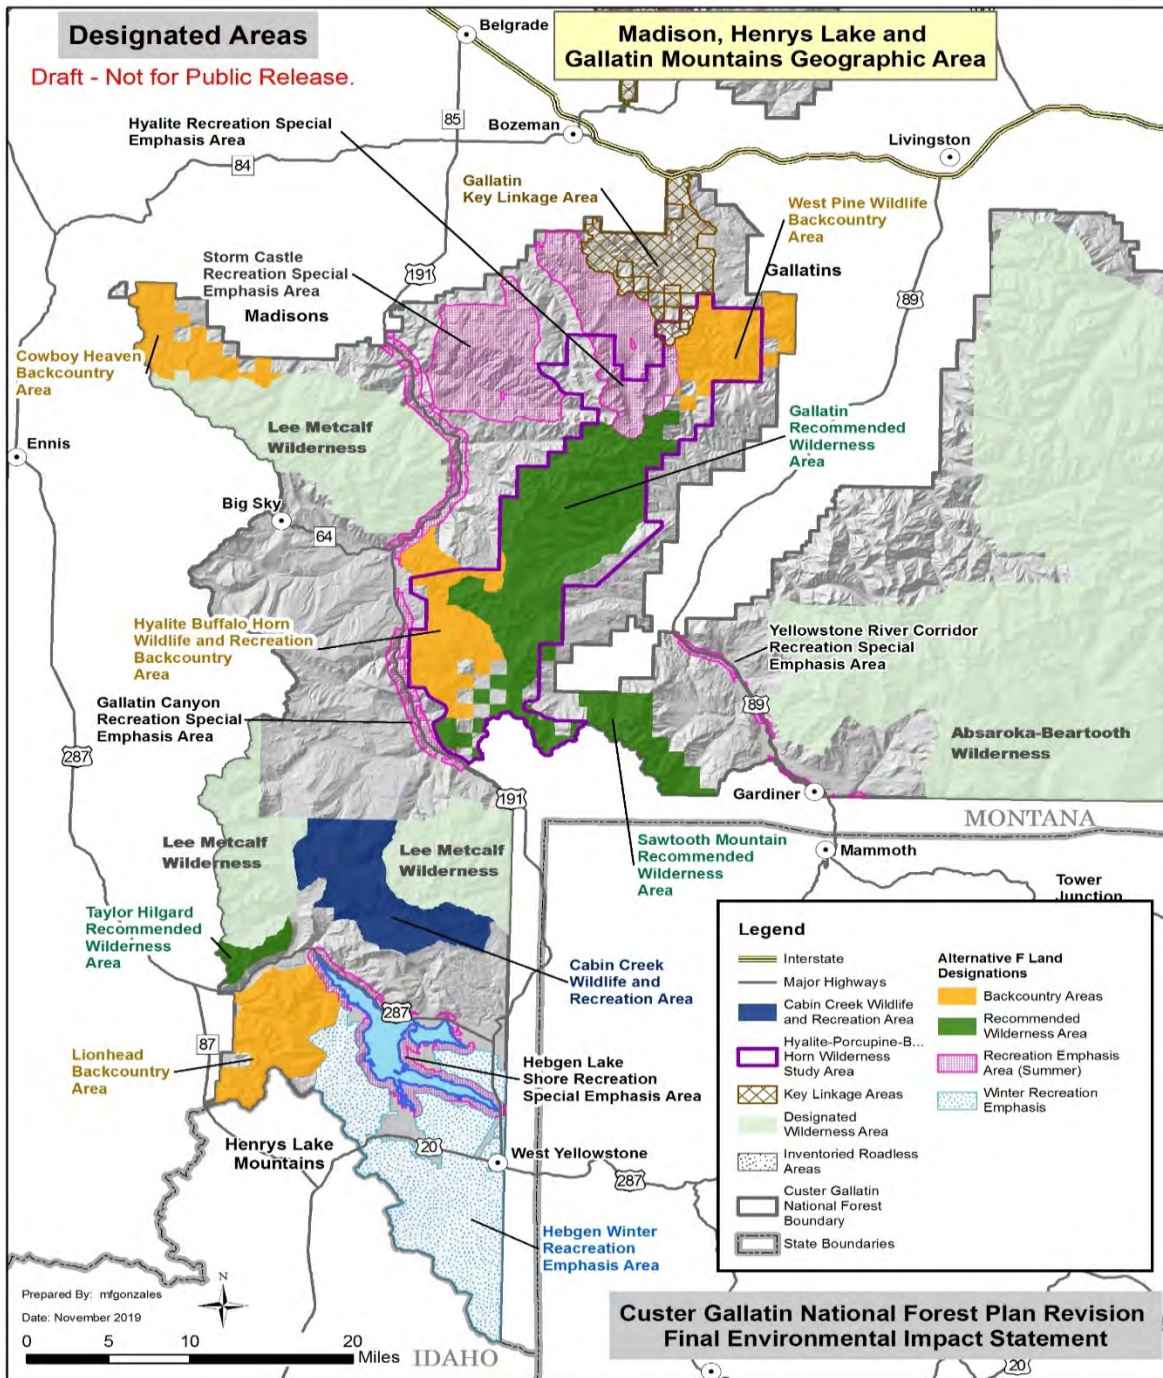 Designated Areas
Draft - Not for Public Release.
Madison, Henrys Lake and
Gallatin Mountains Geographic Area
Belgrade
85
Bozeman
Livingston
84
Hyalite Recreation Special
Emphasis Area
Gallatin
Key Linkage Area
West Pine Wildlife
Backcountry
Area
Storm Castle
Recreation Special
Emphasis Area
191
Gallatins
89
Madisons
Cowboy Heaven
Backcountry
Area
Lee Metcalf
Wilderness
Gallatin
Recommended
Wilderness
Area
Ennis
Big Sky
64
Hyalite Buffalo Horn
Wildlife and Recreation
Backcountry
Area
Yellowstone River Corridor
Recreation Special
Emphasis Area
Gallatin Canyon
Recreation Special
Emphasis Area
89
Absaroka-Beartooth
Wilderness
287
191
Gardiner
MONTANA
Lee Metcalf
Wilderness
Lee Metcalf
Wilderness
Sawtooth Mountain
Recommended
Wilderness
Area
Mammoth
Tower
Junction
Taylor Hilgard
Recommended
Wilderness
Area
Cabin Creek
Wildlife and
Recreation Area
287
87
Lionhead
Backcountry
Area
Hebgen Lake
Shore Recreation
Special Emphasis Area
Henrys Lake
Mountains
20
West Yellowstone
287
Hebgen Winter
Reacreation
Emphasis Area
Legend
Interstate
Major Highways
Cabin Creek Wildlife
and Recreation Area
Hyalite-Porcupine-B...
Horn Wilderness
Study Area
Key Linkage Areas
Designated
Wilderness Area
Inventoried Roadless
Areas
Custer Gallatin
National Forest
Boundary
State Boundaries
Alternative F Land
Designations
Backcountry Areas
Recommended
Wilderness Area
Recreation Emphasis
Area (Summer)
Winter Recreation
Emphasis
N
Prepared By: mfgonzales
Date: November 2019
0 5 10 20
Miles
IDAHO
Custer Gallatin National Forest Plan Revision
Final Environmental Impact Statement
20